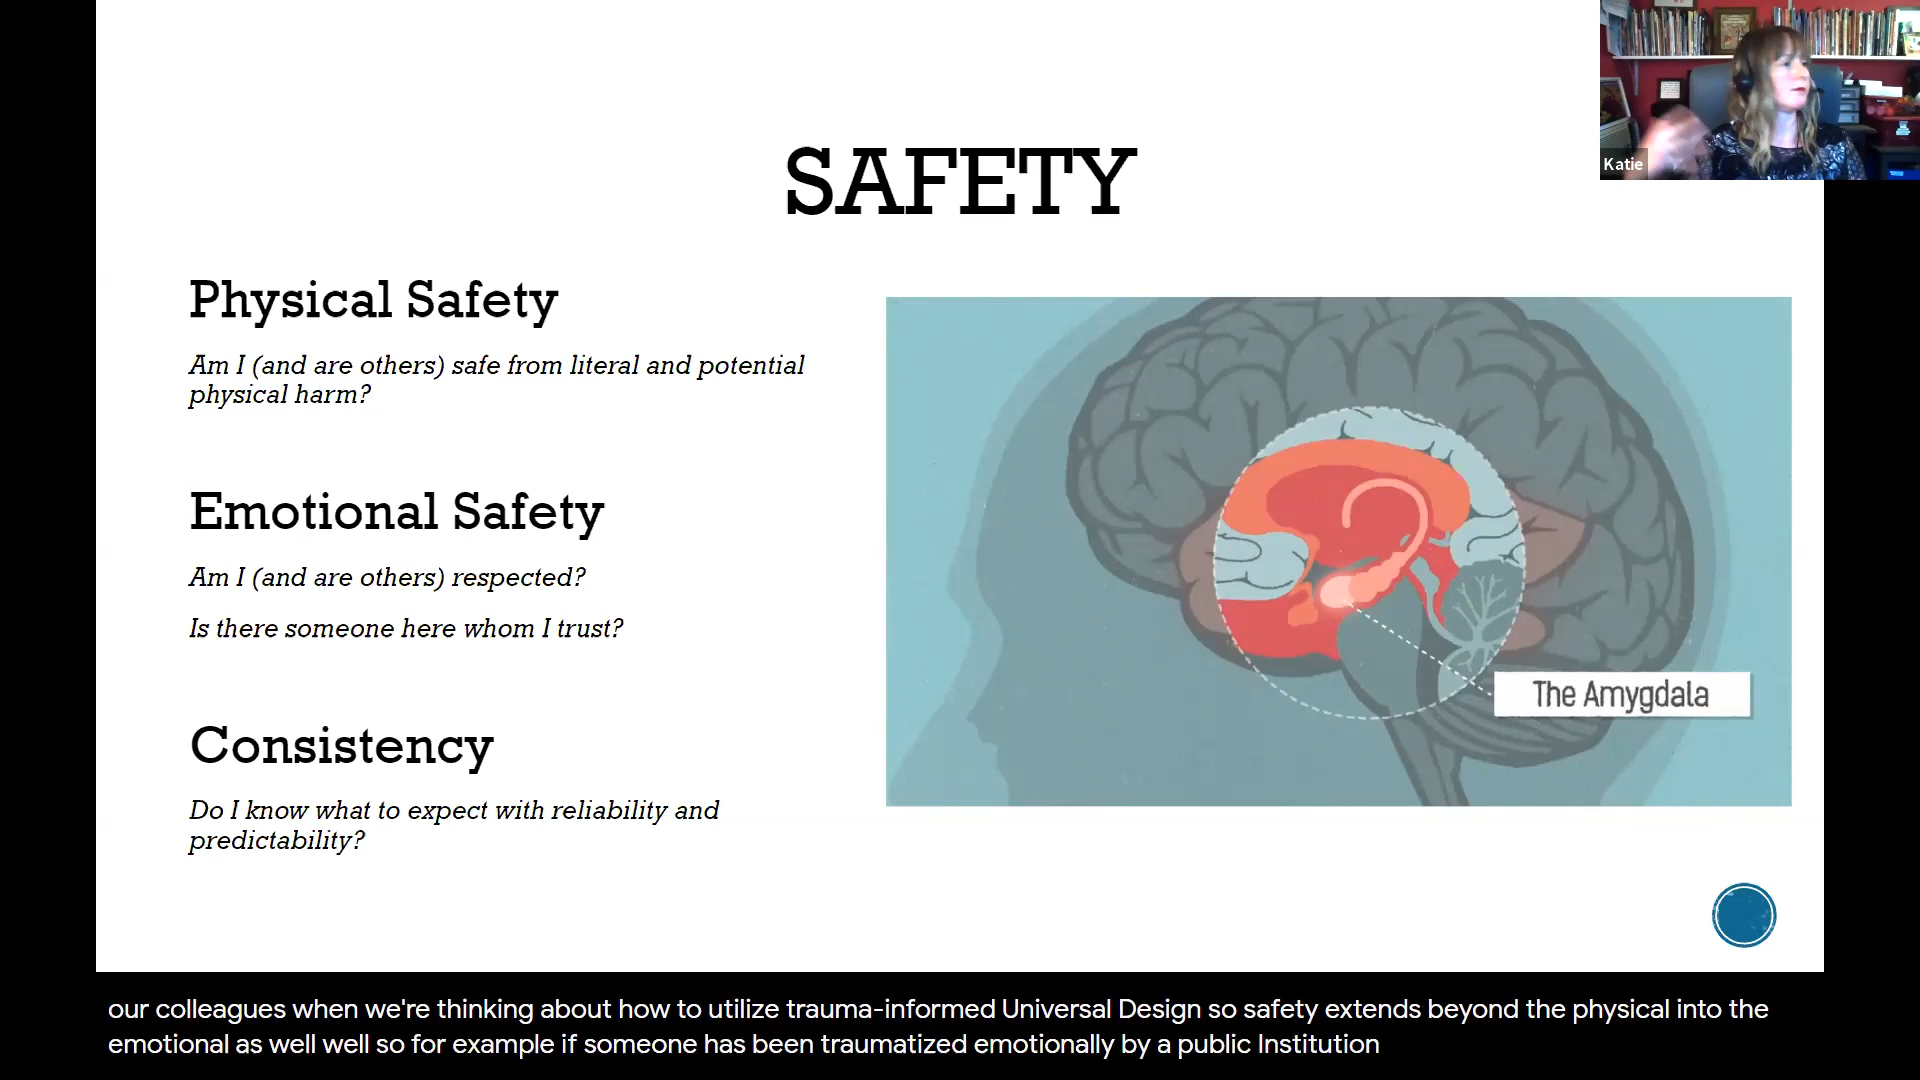 SAFETY
Katie
Physical Safety
Am I (and are others) safe from literal and potential
physical harm?
Emotional Safety
Am I (and are others) respected?
Is there someone here whom I trust?
Consistency
Do I know what to expect with reliability and
predictability?
The Amygdala
our colleagues when we're thinking about how to utilize trauma-informed Universal Design so safety extends beyond the physical into the
emotional as well well so for example if someone has been traumatized emotionally by a public Institution